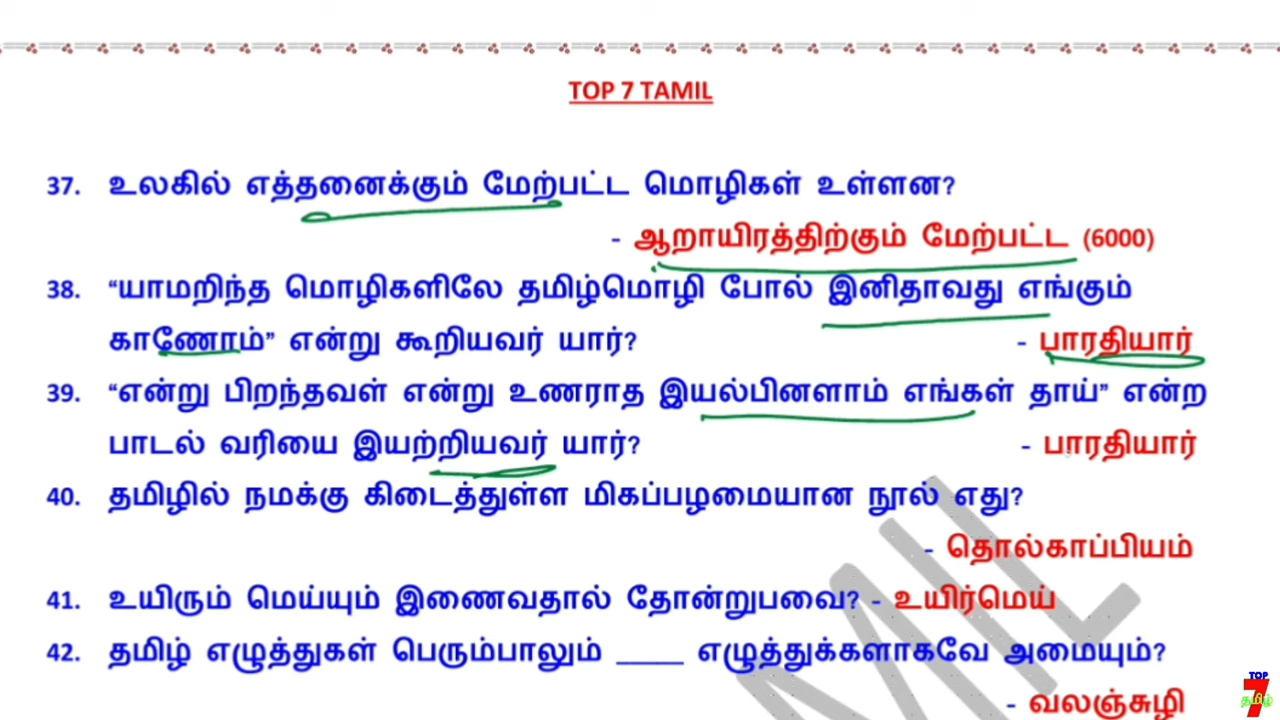 TOP 7 TAMIL
37. உலகில் எத்தனைக்கும் மேற்பட்ட மொழிகள் உள்ளன?
- ஆறாயிரத்திற்கும் மேற்பட்ட (6000)
38. “யாமறிந்த மொழிகளிலே தமிழ்மொழி போல் இனிதாவது எங்கும்
காணோம்” என்று கூறியவர் யார்? - பாரதியார்
39. “என்று பிறந்தவள் என்று உணராத இயல்பினளாம் எங்கள் தாய்” என்ற
பாடல் வரியை இயற்றியவர் யார்? - பாரதியார்
40. தமிழில் நமக்கு கிடைத்துள்ள மிகப்பழமையான நூல் எது?
- தொல்காப்பியம்
41. உயிரும் மெய்யும் இணைவதால் தோன்றுபவை? - உயிர்மெய்
42. தமிழ் எழுத்துகள் பெரும்பாலும் _____ எழுத்துக்களாகவே அமையும்?
- வலஞ்சுழி
MIL
TOP
7
தமிழ்